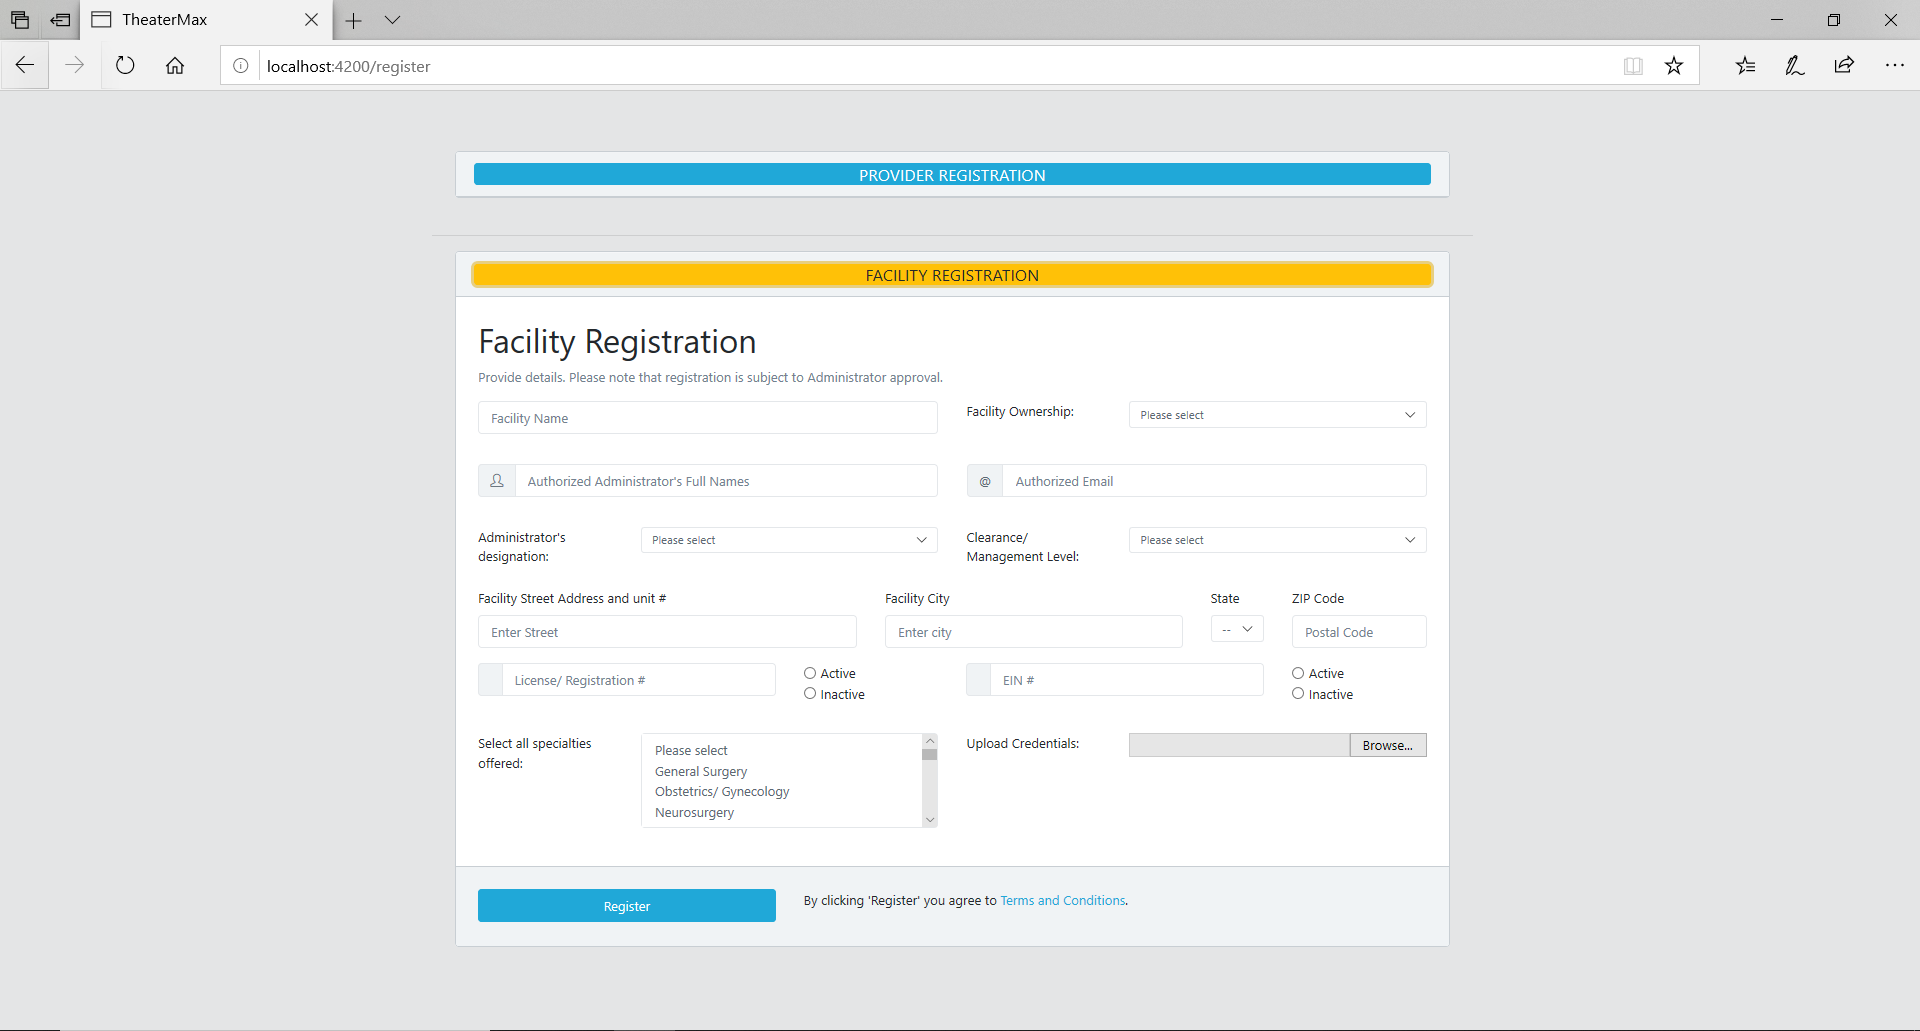 TheaterMax
localhost:4200/register
PROVIDER REGISTRATION
FACILITY REGISTRATION
Facility Registration
Provide details. Please note that registration is subject to Administrator approval.
Facility Name
Facility Ownership:
Please select
Authorized Administrator's Full Names
@
Authorized Email
Administrator's
designation:
Please select
Clearance/
Management Level:
Please select
Facility Street Address and unit #
Facility City
State
ZIP Code
Enter Street
Enter city
--
Postal Code
License/ Registration #
Active
Inactive
EIN #
Active
Inactive
Select all specialties
offered:
Please select
General Surgery
Obstetrics/ Gynecology
Neurosurgery
Upload Credentials:
Browse...
Register
By clicking 'Register' you agree to Terms and Conditions.